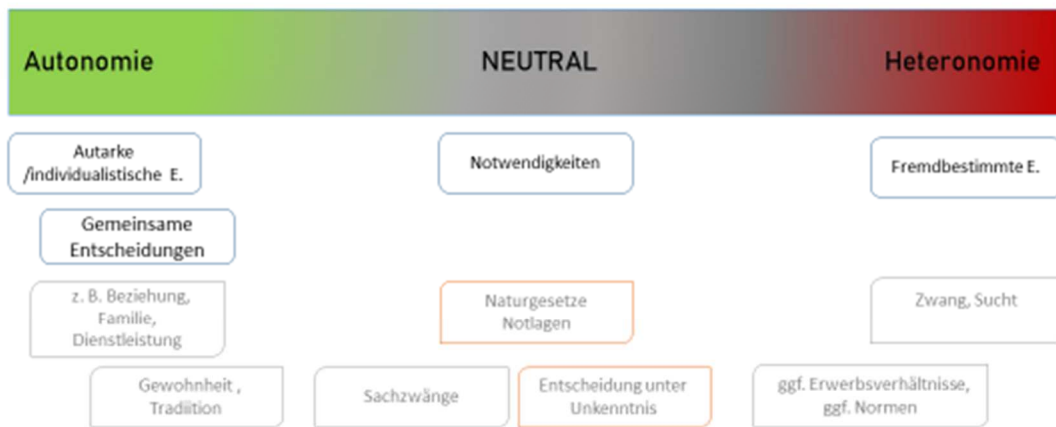 Autonomie
NEUTRAL
Heteronomie
Autarke
/individualistische E.
Notwendigkeiten
Fremdbestimmte E.
Gemeinsame
Entscheidungen
z. B. Beziehung,
Familie,
Dienstleistung
Naturgesetze
Notlagen
Zwang, Sucht
Gewohnheit ,
Tradiition
Sachzwänge
Entscheidung unter
Unkenntnis
ggf. Erwerbsverhältnisse,
ggf. Normen